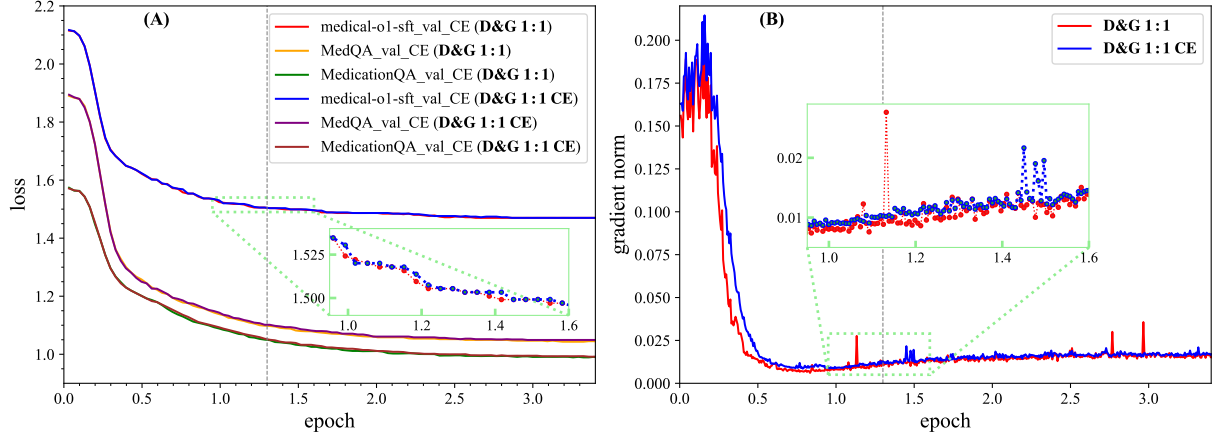 (A)
medical-o1-sft_val_CE (D&G 1:1)
MedQA_val_CE (D&G 1:1)
MedicationQA_val_CE (D&G 1:1)
medical-o1-sft_val_CE (D&G 1:1 CE)
MedQA_val_CE (D&G 1:1 CE)
MedicationQA_val_CE (D&G 1:1 CE)
2.2
2.0
1.8
1.6
1.4
1.2
1.0
loss
1.525
1.500
1.0 1.2 1.4 1.6
0.0 0.5 1.0 1.5 2.0 2.5 3.0
epoch
(B)
D&G 1:1
D&G 1:1 CE
0.200
0.175
0.150
0.125
0.100
0.075
0.050
0.025
0.000
gradient norm
0.02
0.01
1.0 1.2 1.4 1.6
0.0 0.5 1.0 1.5 2.0 2.5 3.0
epoch